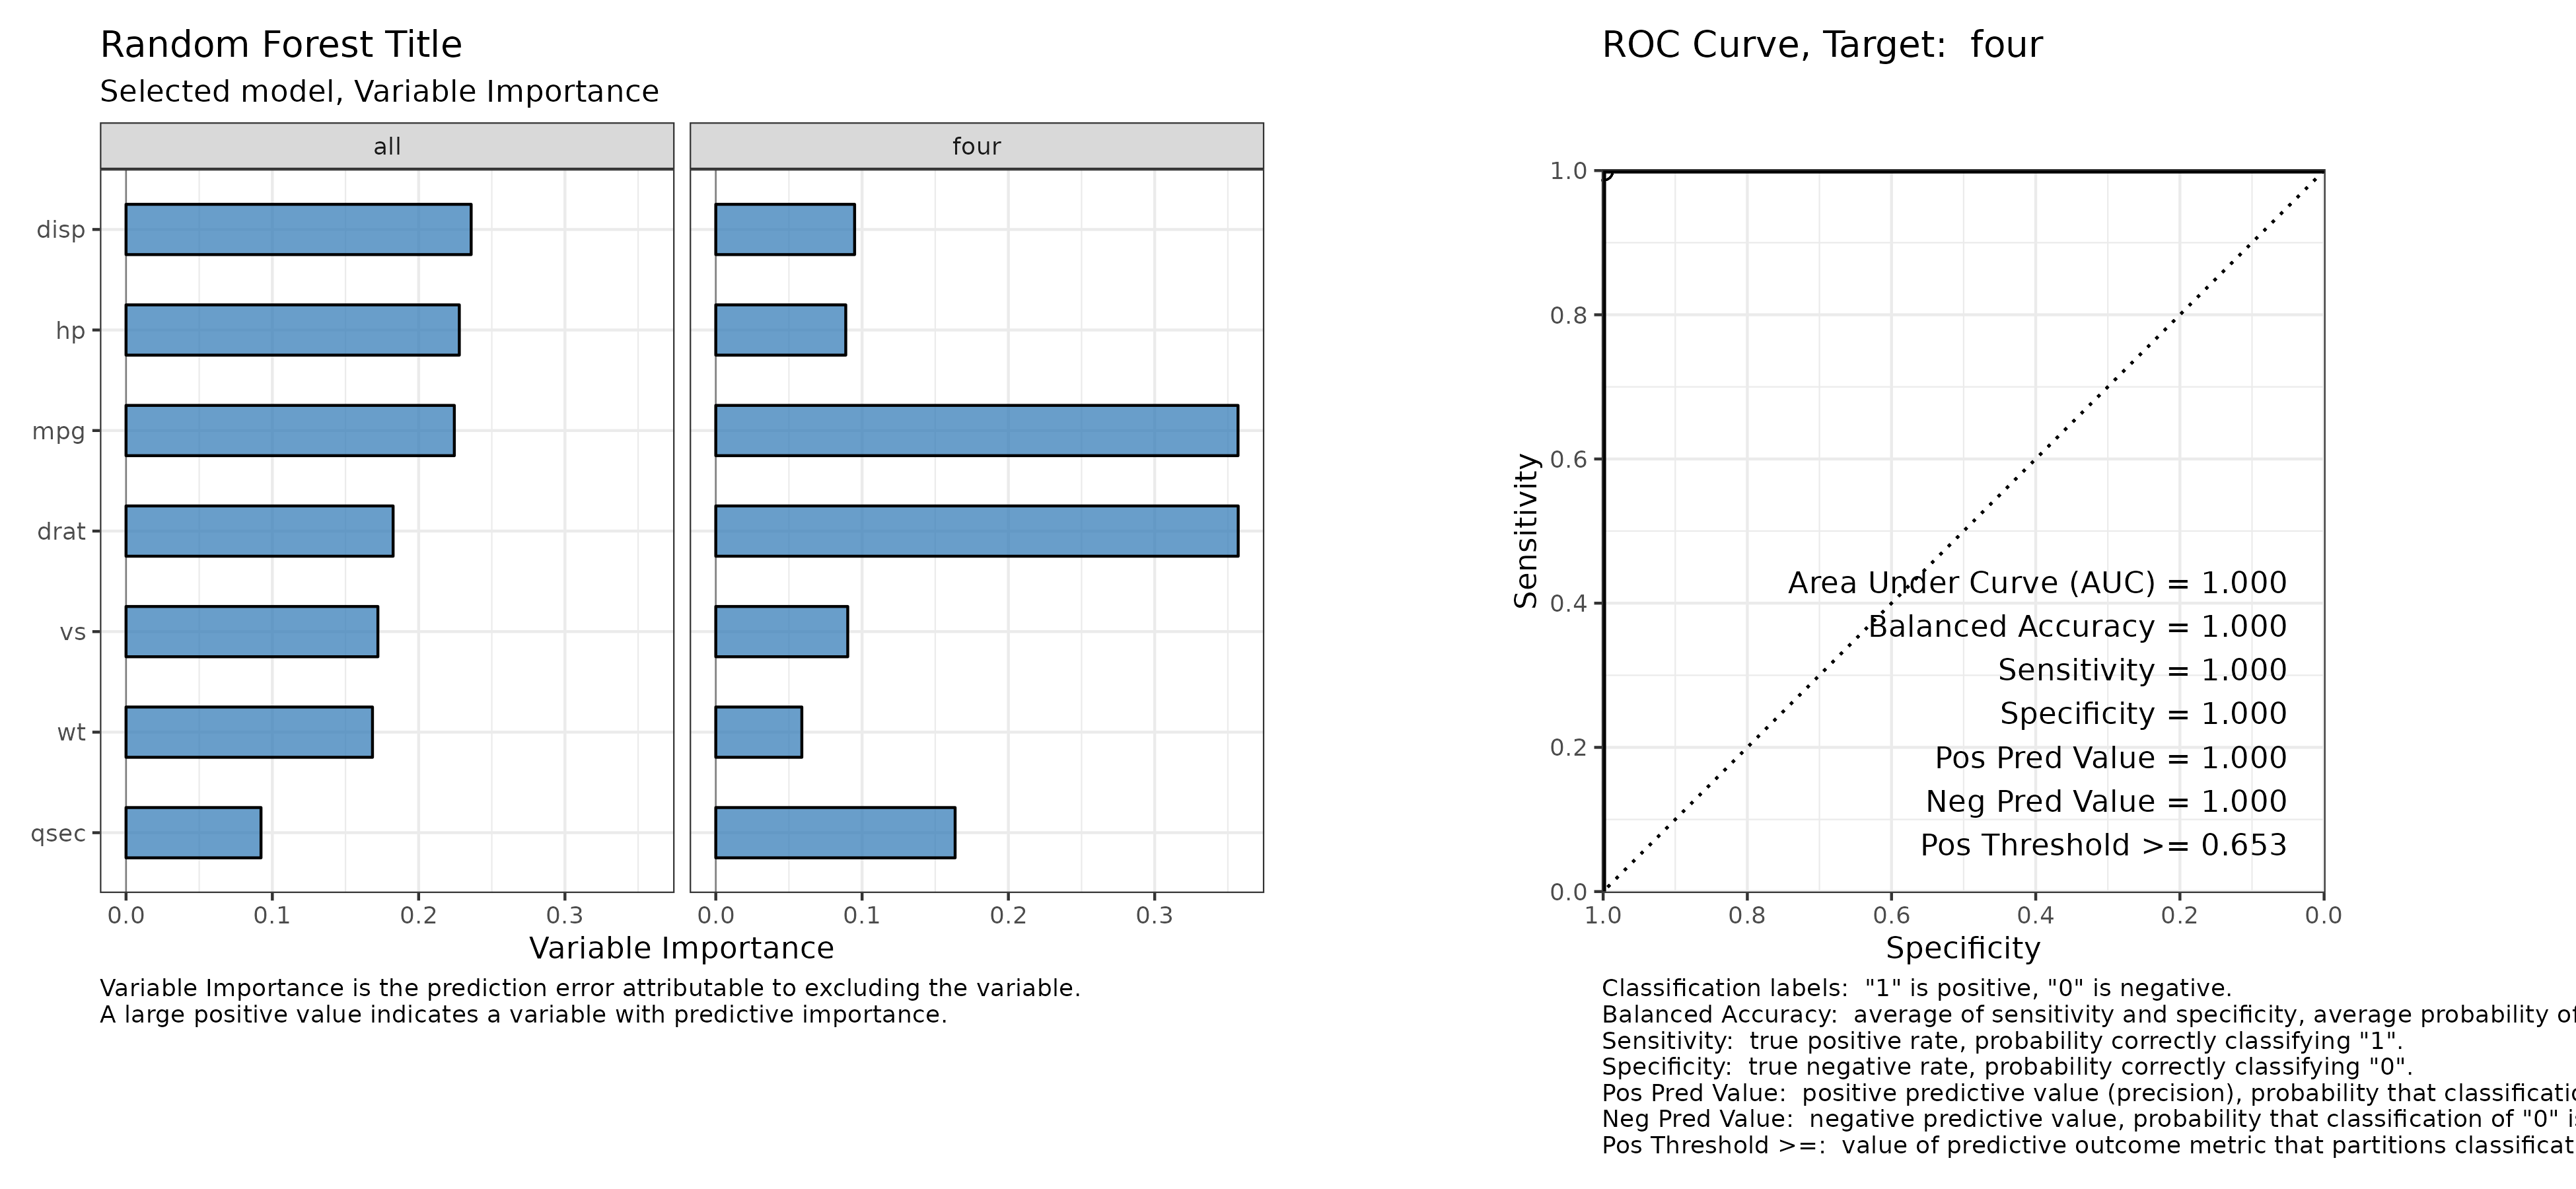 Random Forest Title
Selected model, Variable Importance
all
four
disp
hp
mpg
drat
vs
wt
qsec
0.0 0.1 0.2 0.3
0.0 0.1 0.2 0.3
Variable Importance
Variable Importance is the prediction error attributable to excluding the variable.
A large positive value indicates a variable with predictive importance.
ROC Curve, Target:  four
1.0
0.8
0.6
0.4
0.2
0.0
Sensitivity
Area Under Curve (AUC) = 1.000
Balanced Accuracy = 1.000
Sensitivity = 1.000
Specificity = 1.000
Pos Pred Value = 1.000
Neg Pred Value = 1.000
Pos Threshold >= 0.653
1.0 0.8 0.6 0.4 0.2 0.0
Specificity
Classification labels:  "1" is positive, "0" is negative.
Balanced Accuracy:  average of sensitivity and specificity, average probability of
Sensitivity:  true positive rate, probability correctly classifying "1".
Specificity:  true negative rate, probability correctly classifying "0".
Pos Pred Value:  positive predictive value (precision), probability that
Neg Pred Value:  negative predictive value, probability that classification of "0"
Pos Threshold >=:  value of predictive outcome metric that partitions